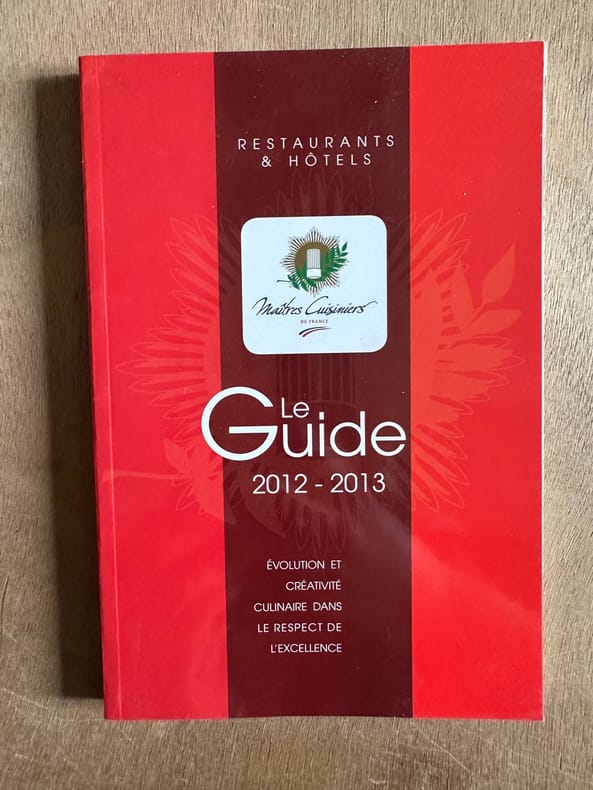 RESTAURANTS
& HÔTELS
Maîtres Cuisiniers
DE FRANCE
Le
Guide
2012 - 2013
ÉVOLUTION ET
CRÉATIVITÉ
CULINAIRE DANS
LE RESPECT DE
L'EXCELLENCE